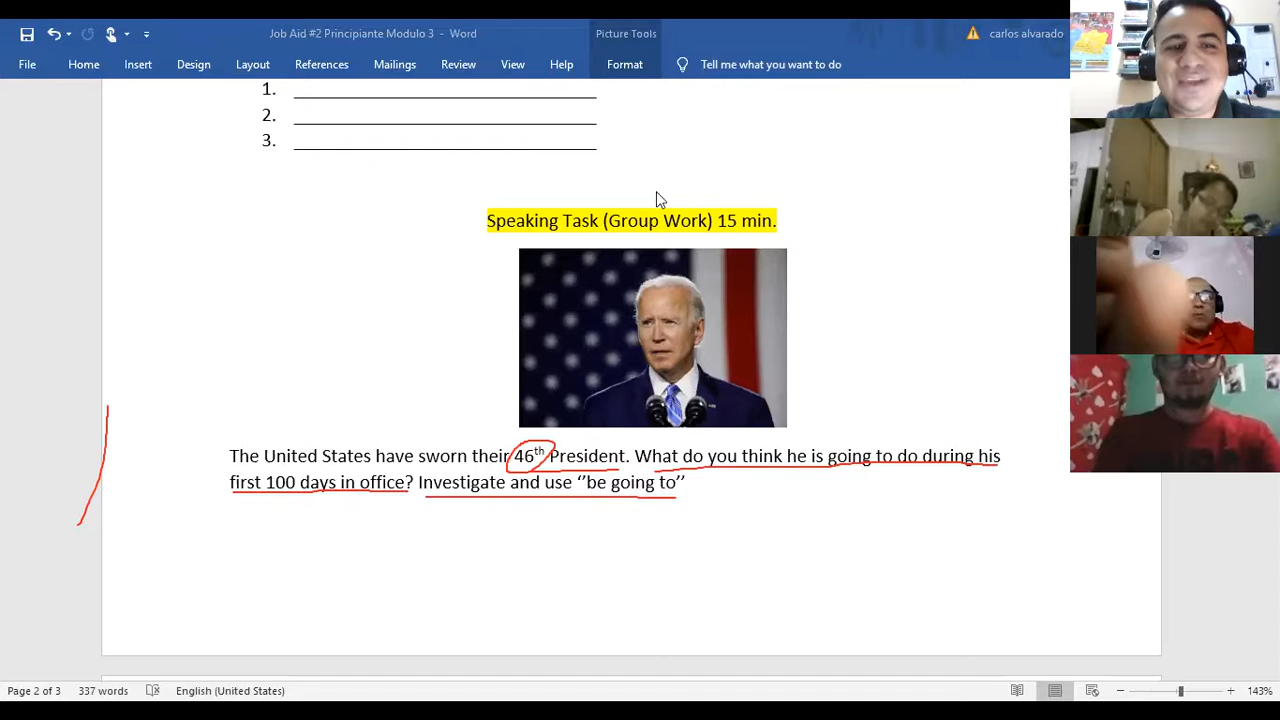 Job Aid #2 Principiante Modulo 3 – Word
Picture Tools
carlos alvarado
File
Home
Insert
Design
Layout
References
Mailings
Review
View
Help
Format
Tell me what you want to do
1. ____________________
2. ____________________
3. ____________________
Speaking Task (Group Work) 15 min.
The United States have sworn their 46th President. What do you think he is going to do during his
first 100 days in office? Investigate and use ‘’be going to’’
Page 2 of 3
337 words
English (United States)
143%